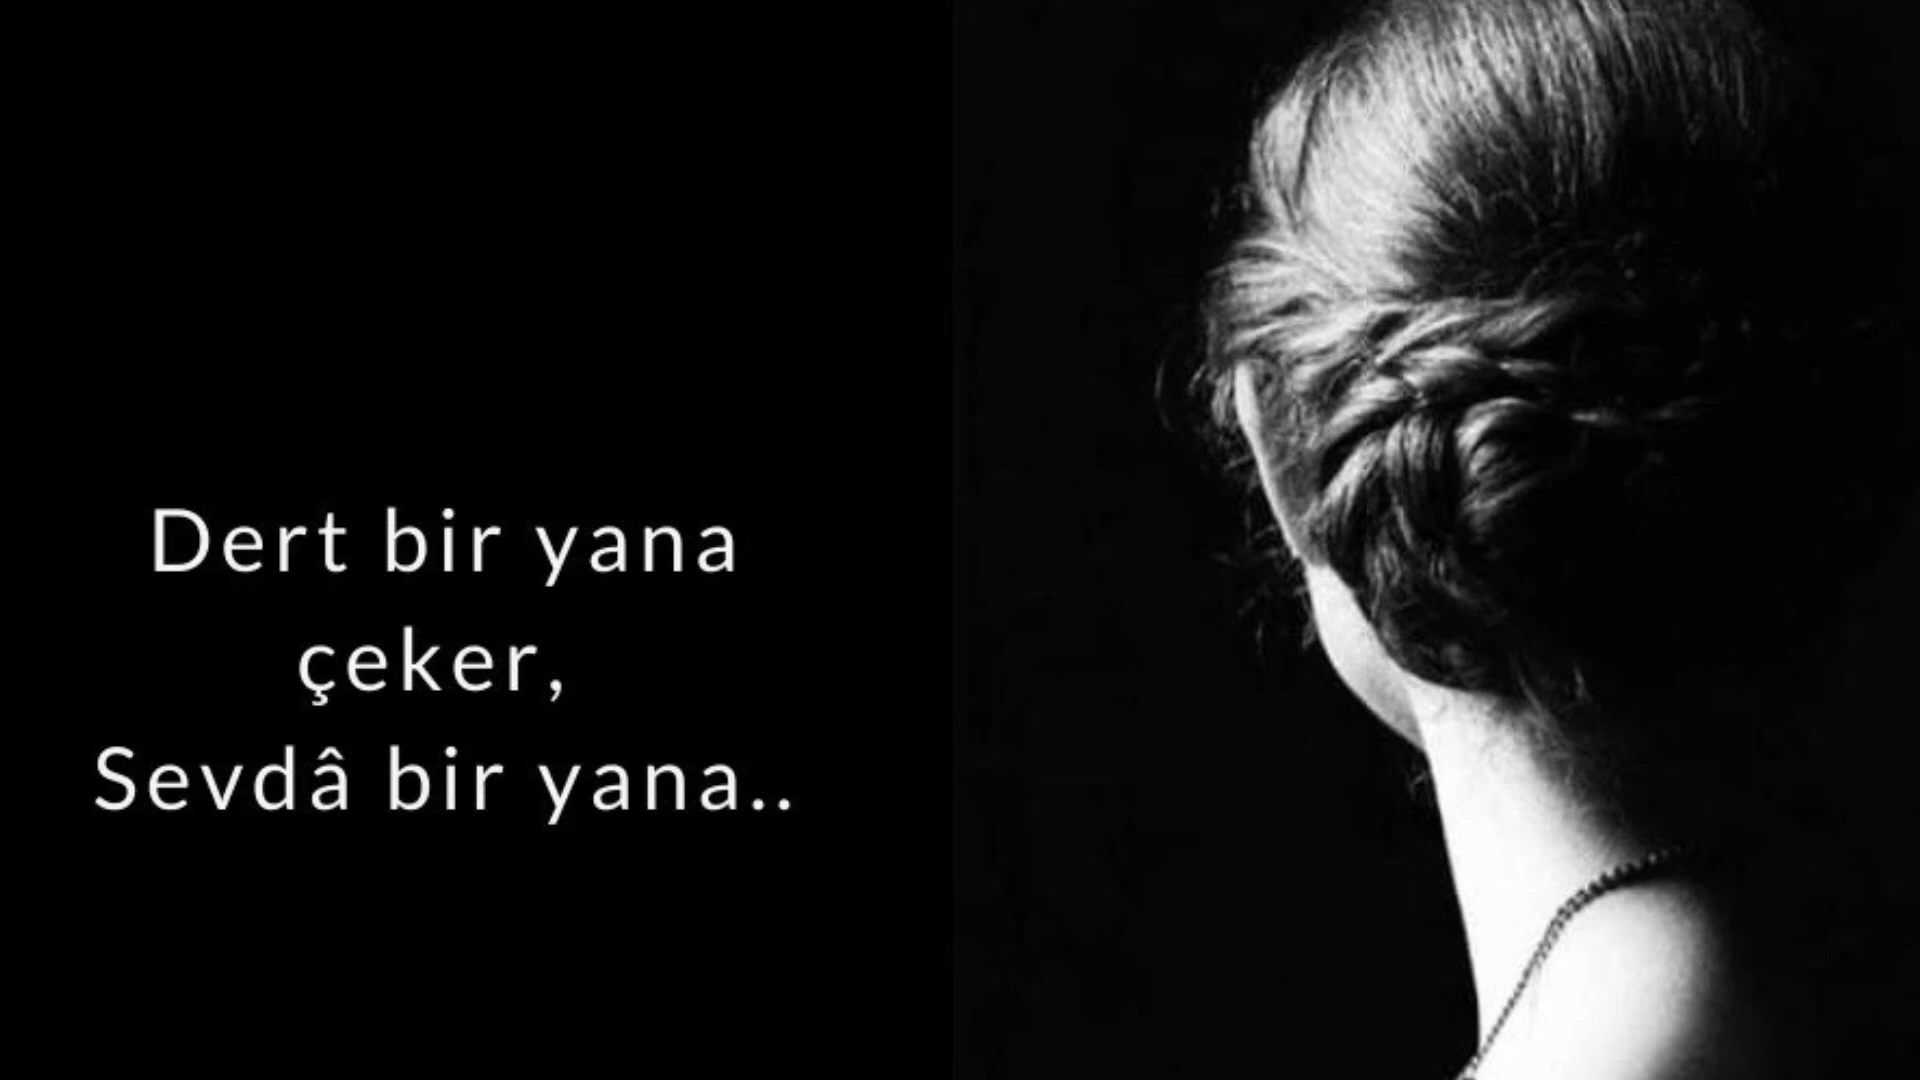 Dert bir yana
çeker,
Sevdâ bir yana..